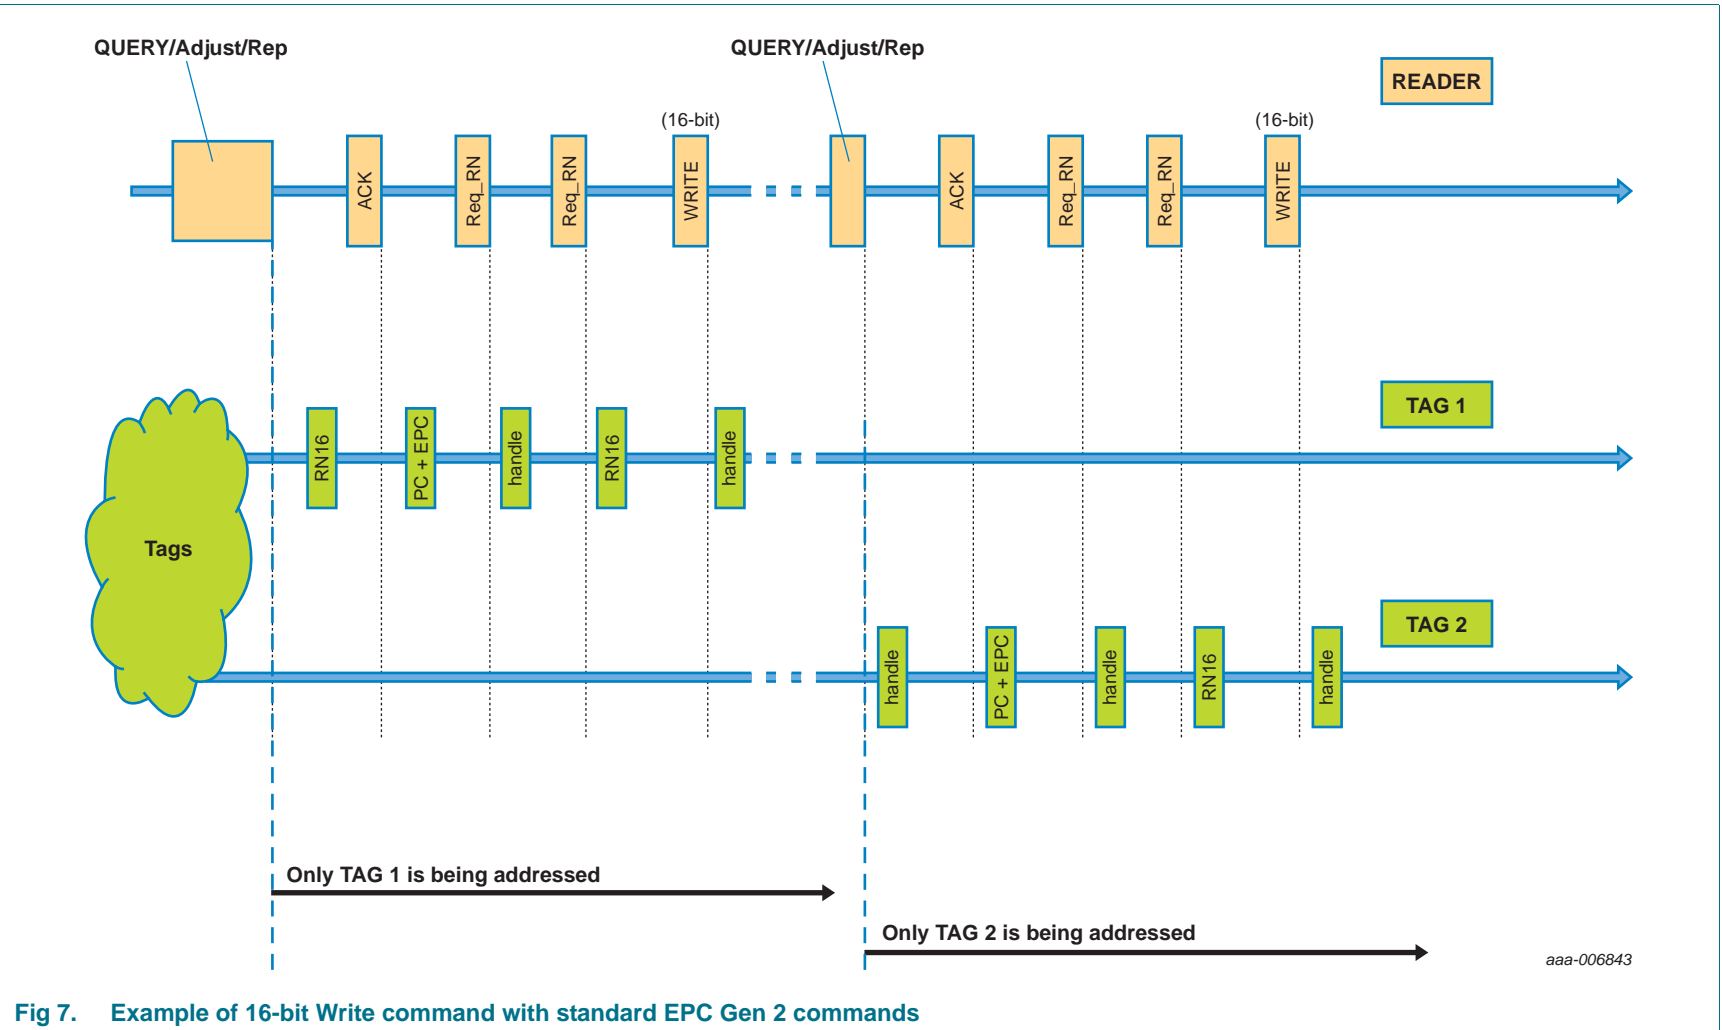 QUERY/Adjust/Rep
QUERY/Adjust/Rep
READER
(16-bit)
(16-bit)
ACK
Req_RN
Req_RN
WRITE
ACK
Req_RN
Req_RN
WRITE
TAG 1
RN16
PC + EPC
handle
RN16
handle
Tags
TAG 2
handle
PC + EPC
handle
RN16
handle
Only TAG 1 is being addressed
Only TAG 2 is being addressed
aaa-006843
Fig 7. Example of 16-bit Write command with standard EPC Gen 2 commands